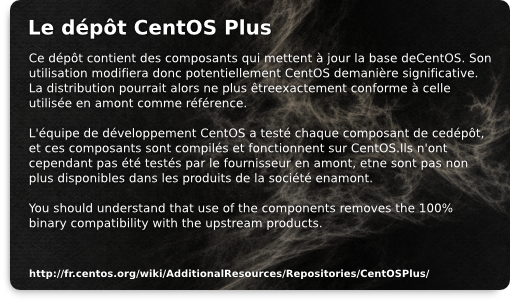 Le dépôt CentOS Plus
Ce dépôt contient des composants qui mettent à jour la base deCentOS. Son
utilisation modifiera donc potentiellement CentOS demanière significative.
La distribution pourrait alors ne plus êtreexactement conforme à celle
utilisée en amont comme référence.
L'équipe de développement CentOS a testé chaque composant de cedépôt,
et ces composants sont compilés et fonctionnent sur CentOS.Ils n'ont
cependant pas été testés par le fournisseur en amont, etne sont pas non
plus disponibles dans les produits de la société enamont.
You should understand that use of the components removes the 100%
binary compatibility with the upstream products.
http://fr.centos.org/wiki/AdditionalResources/Repositories/CentOSPlus/